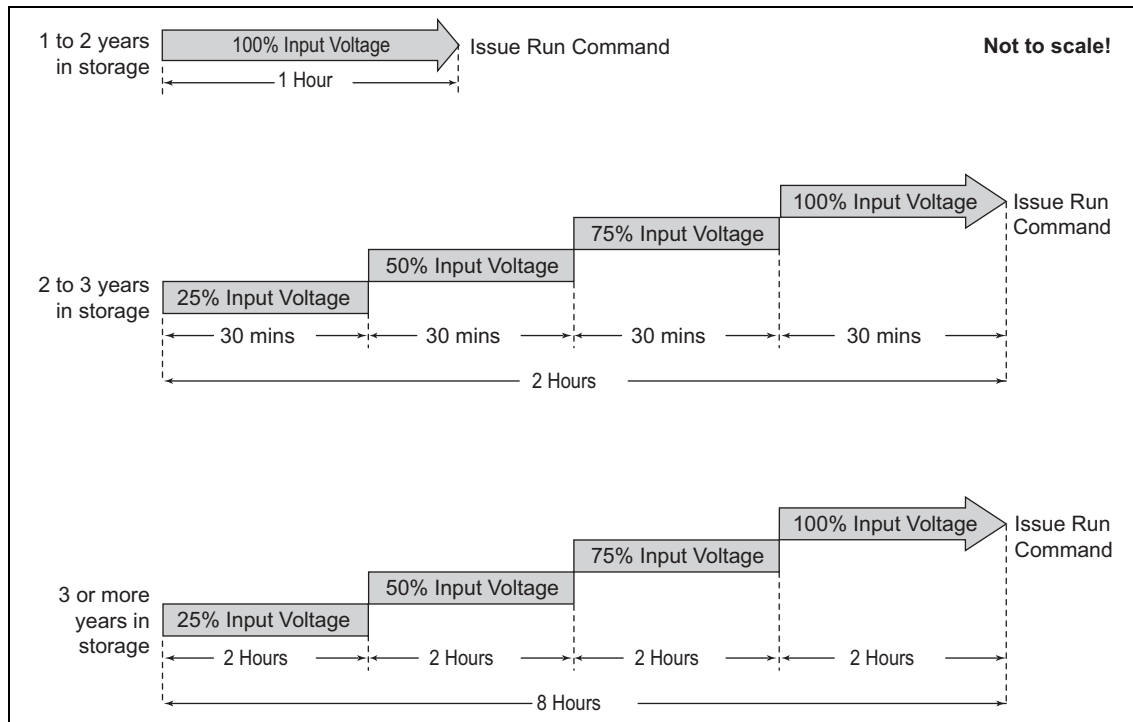 1 to 2 years
in storage
100% Input Voltage
Issue Run Command
Not to scale!
1 Hour
100% Input Voltage
Issue Run
Command
75% Input Voltage
50% Input Voltage
2 to 3 years
in storage
25% Input Voltage
30 mins
30 mins
30 mins
30 mins
2 Hours
100% Input Voltage
Issue Run
Command
75% Input Voltage
50% Input Voltage
3 or more
years in
storage
25% Input Voltage
2 Hours
2 Hours
2 Hours
2 Hours
8 Hours